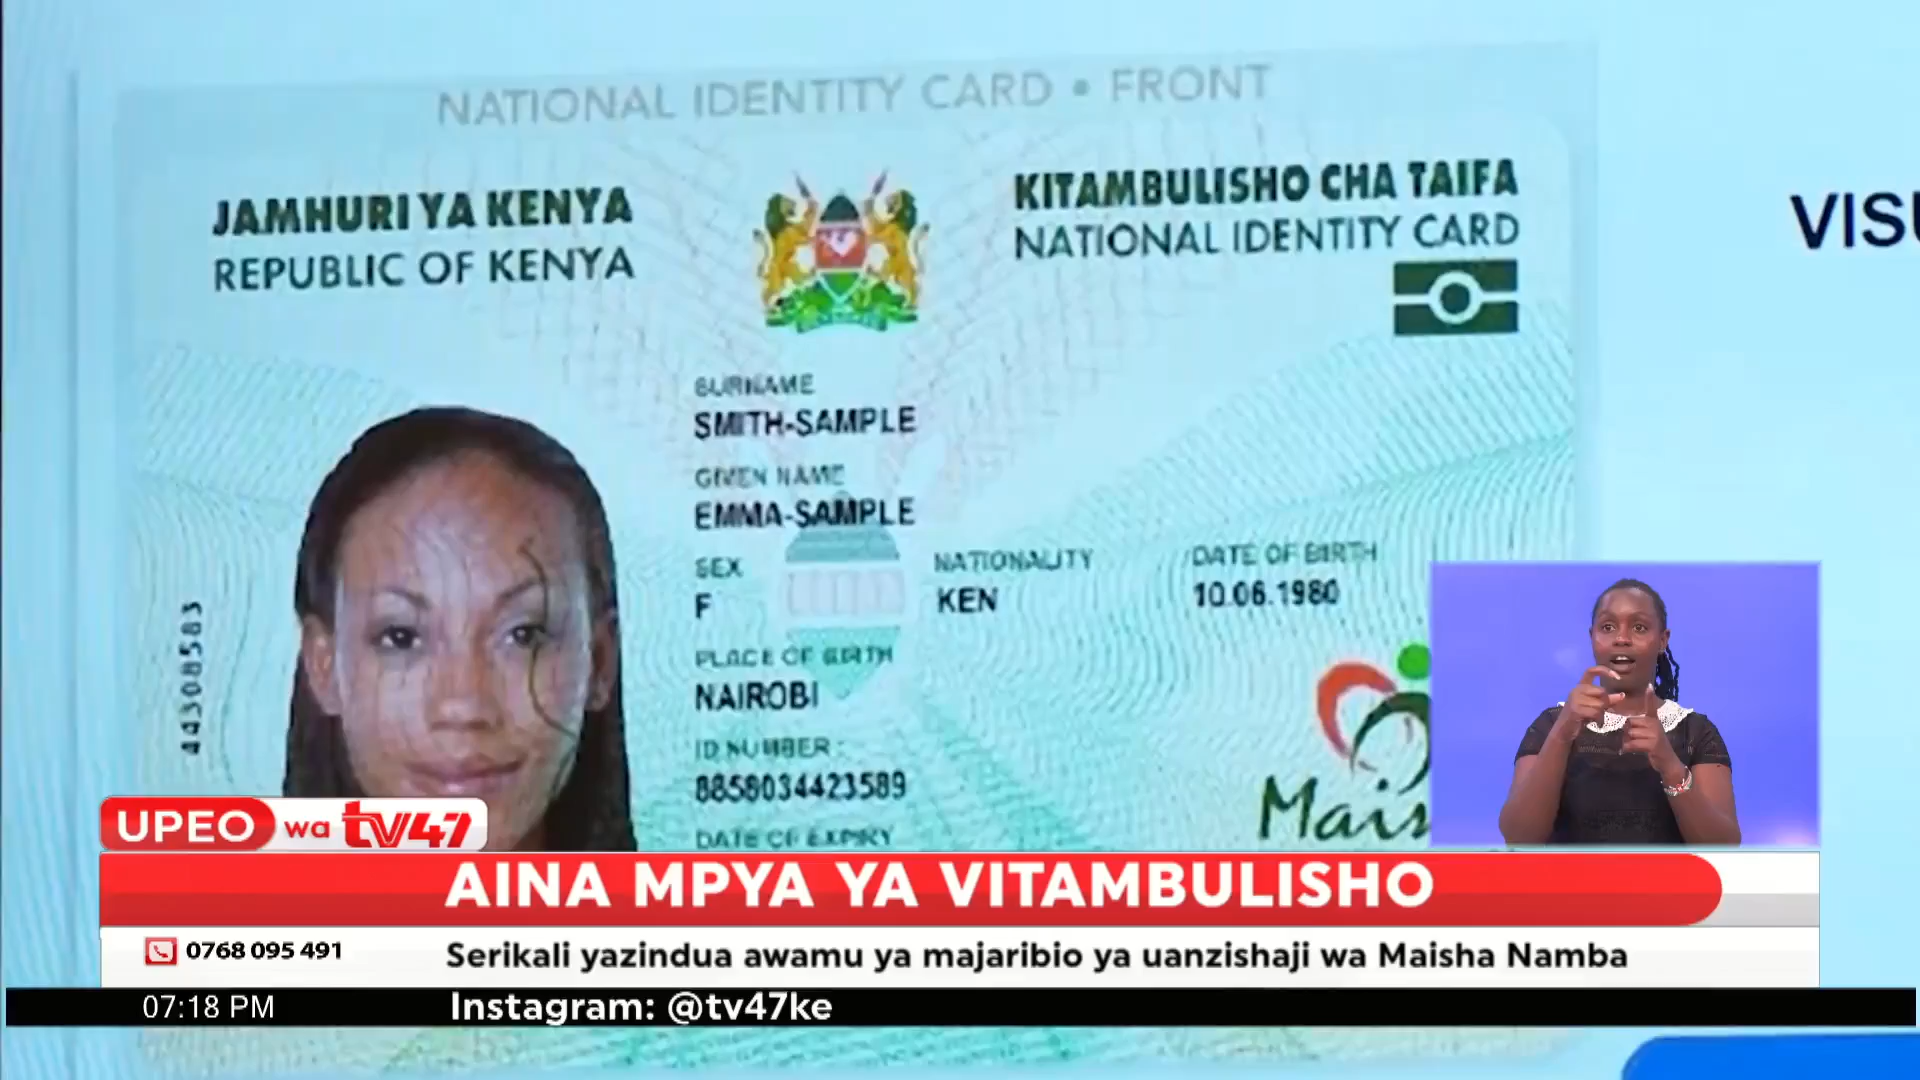 NATIONAL IDENTITY CARD • FRONT
JAMHURI YA KENYA
REPUBLIC OF KENYA
KITAMBULISHO CHA TAIFA
NATIONAL IDENTITY CARD
VISU
SURNAME
SMITH-SAMPLE
GIVEN NAME
EMMA-SAMPLE
SEX
F
NATIONALITY
KEN
DATE OF BIRTH
10.06.1980
PLACE OF BIRTH
NAIROBI
ID NUMBER :
8858034423589
DATE OF EXPIRY
443085583
Mais
UPEO wa tv47
AINA MPYA YA VITAMBULISHO
0768 095 491
Serikali yazindua awamu ya majaribio ya uanzishaji wa Maisha Namba
07:18 PM
Instagram: @tv47ke